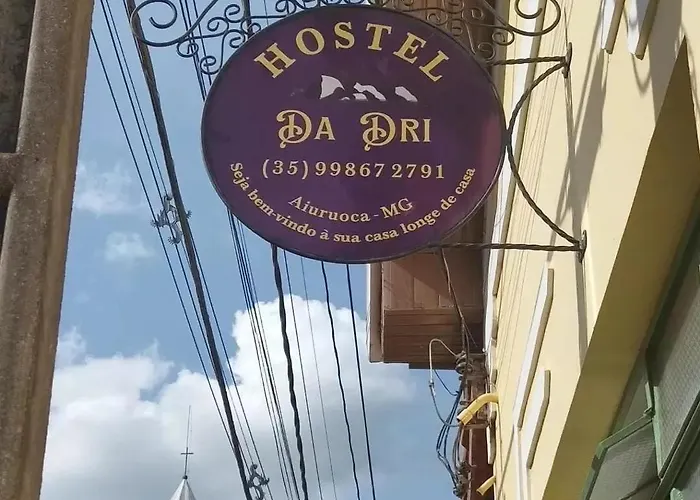 HOSTEL
DA DRI
(35) 99867 2791
Aiuruoca - MG
Seja bem-vindo à sua casa longe de casa